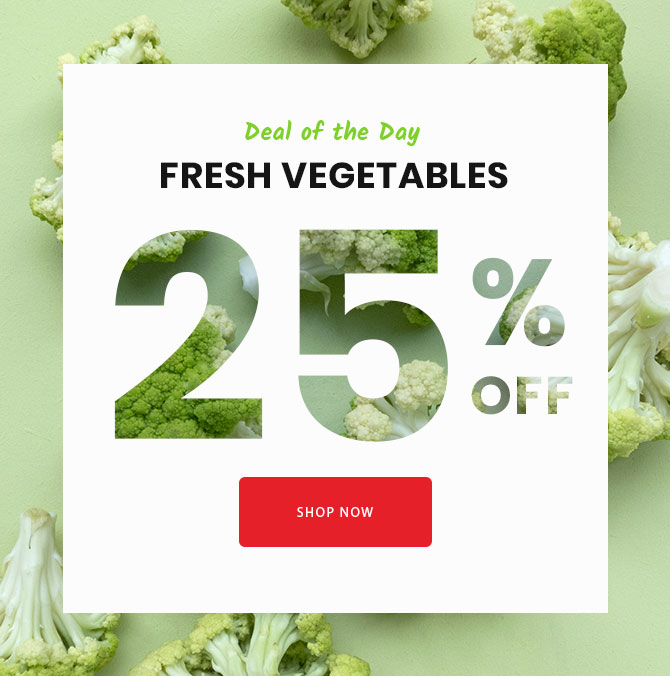 Deal of the Day
FRESH VEGETABLES
25%
OFF
SHOP NOW